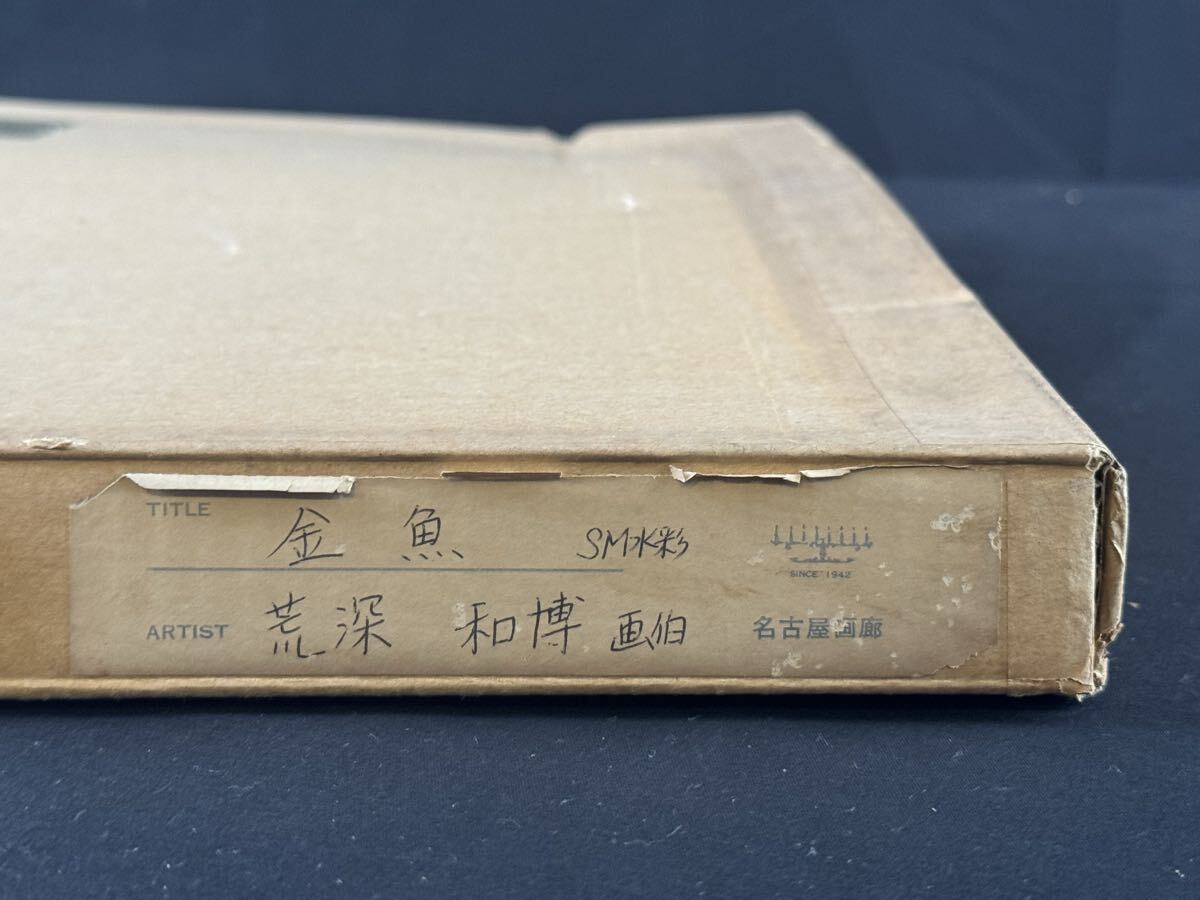 TITLE 金魚 SM水彩
SINCE 1942
ARTIST 荒深 和博 画伯 名古屋画廊